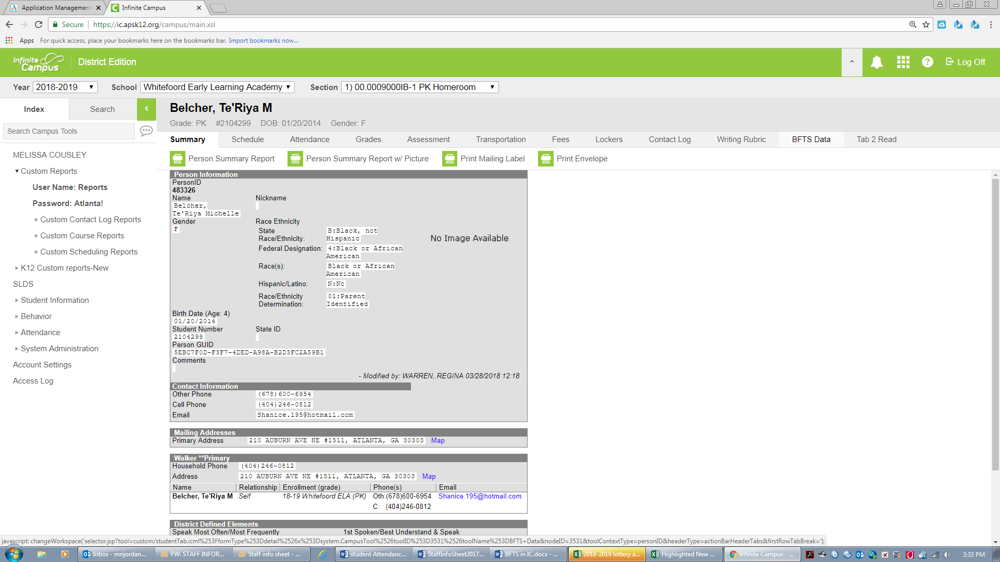 Application Management
Infinite Campus
Secure https://ic.apsk12.org/campus/main.xsl
Apps For quick access, place your bookmarks here on the bookmarks bar. Import bookmarks now...
Infinite Campus District Edition
Log Off
Year 2018-2019 School Whitefoord Early Learning Academy Section 1) 00.0009000IB-1 PK Homeroom
Index Search
Belcher, Te'Riya M
Grade: PK #2104299 DOB: 01/20/2014 Gender: F
Search Campus Tools
Summary Schedule Attendance Grades Assessment Transportation Fees Lockers Contact Log Writing Rubric BFTS Data Tab 2 Read
Person Summary Report Person Summary Report w/ Picture Print Mailing Label Print Envelope
MELISSA COUSLEY
Custom Reports
User Name: Reports
Password: Atlanta!
Custom Contact Log Reports
Custom Course Reports
Custom Scheduling Reports
K12 Custom reports-New
SLDS
Student Information
Behavior
Attendance
System Administration
Account Settings
Access Log
Person Information
PersonID
483326
Name Nickname
Belcher,
Te'Riya Michelle
Gender Race Ethnicity
F
State B:Black, not
Race/Ethnicity: Hispanic
No Image Available
Federal Designation: 4:Black or African
American
Race(s): Black or African
American
Hispanic/Latino: N:No
Race/Ethnicity 01:Parent
Determination: Identified
Birth Date (Age: 4)
01/20/2014
Student Number State ID
2104299
Person GUID
5EBC7F0D-F3F7-4DED-A98A-B2D3FC2A59B1
Comments
- Modified by: WARREN, REGINA 03/28/2018 12:18
Contact Information
Other Phone (678)600-6954
Cell Phone (404)246-0812
Email Shanice.195@hotmail.com
Mailing Addresses
Primary Address 210 AUBURN AVE NE #1511, ATLANTA, GA 30303 Map
Walker **Primary
Household Phone (404)246-0812
Address 210 AUBURN AVE NE #1511, ATLANTA, GA 30303 Map
Name Relationship Enrollment (grade) Phone(s) Email
Belcher, Te'Riya M Self 18-19 Whitefoord ELA (PK) Oth:(678)600-6954 Shanice.195@hotmail.com
C: (404)246-0812
District Defined Elements
Speak Most Often/Most Frequently 1st Spoken/Best Understand & Speak
javascript: changeWorkspace('selector.jsp?tool=custom/studentTab.icml%253FformType%253Ddetail%2526x%253Dsystem.CampusTool%2526toolID%253D3531%2526toolName%253DBFTS+Data&nodeID=3531&toolContextType=personID&headerType=actionBarHeaderTabs&firstRowTabBreak=');
Inbox - mnjordan... FW: STAFF INFOR... Staff info sheet - ... student Attendanc... StaffInfoSheet2017... BFTS in IC.docx - ... 2018-2019 lottery a... Highlighted New ... Infinite Campus - ... 3:33 PM